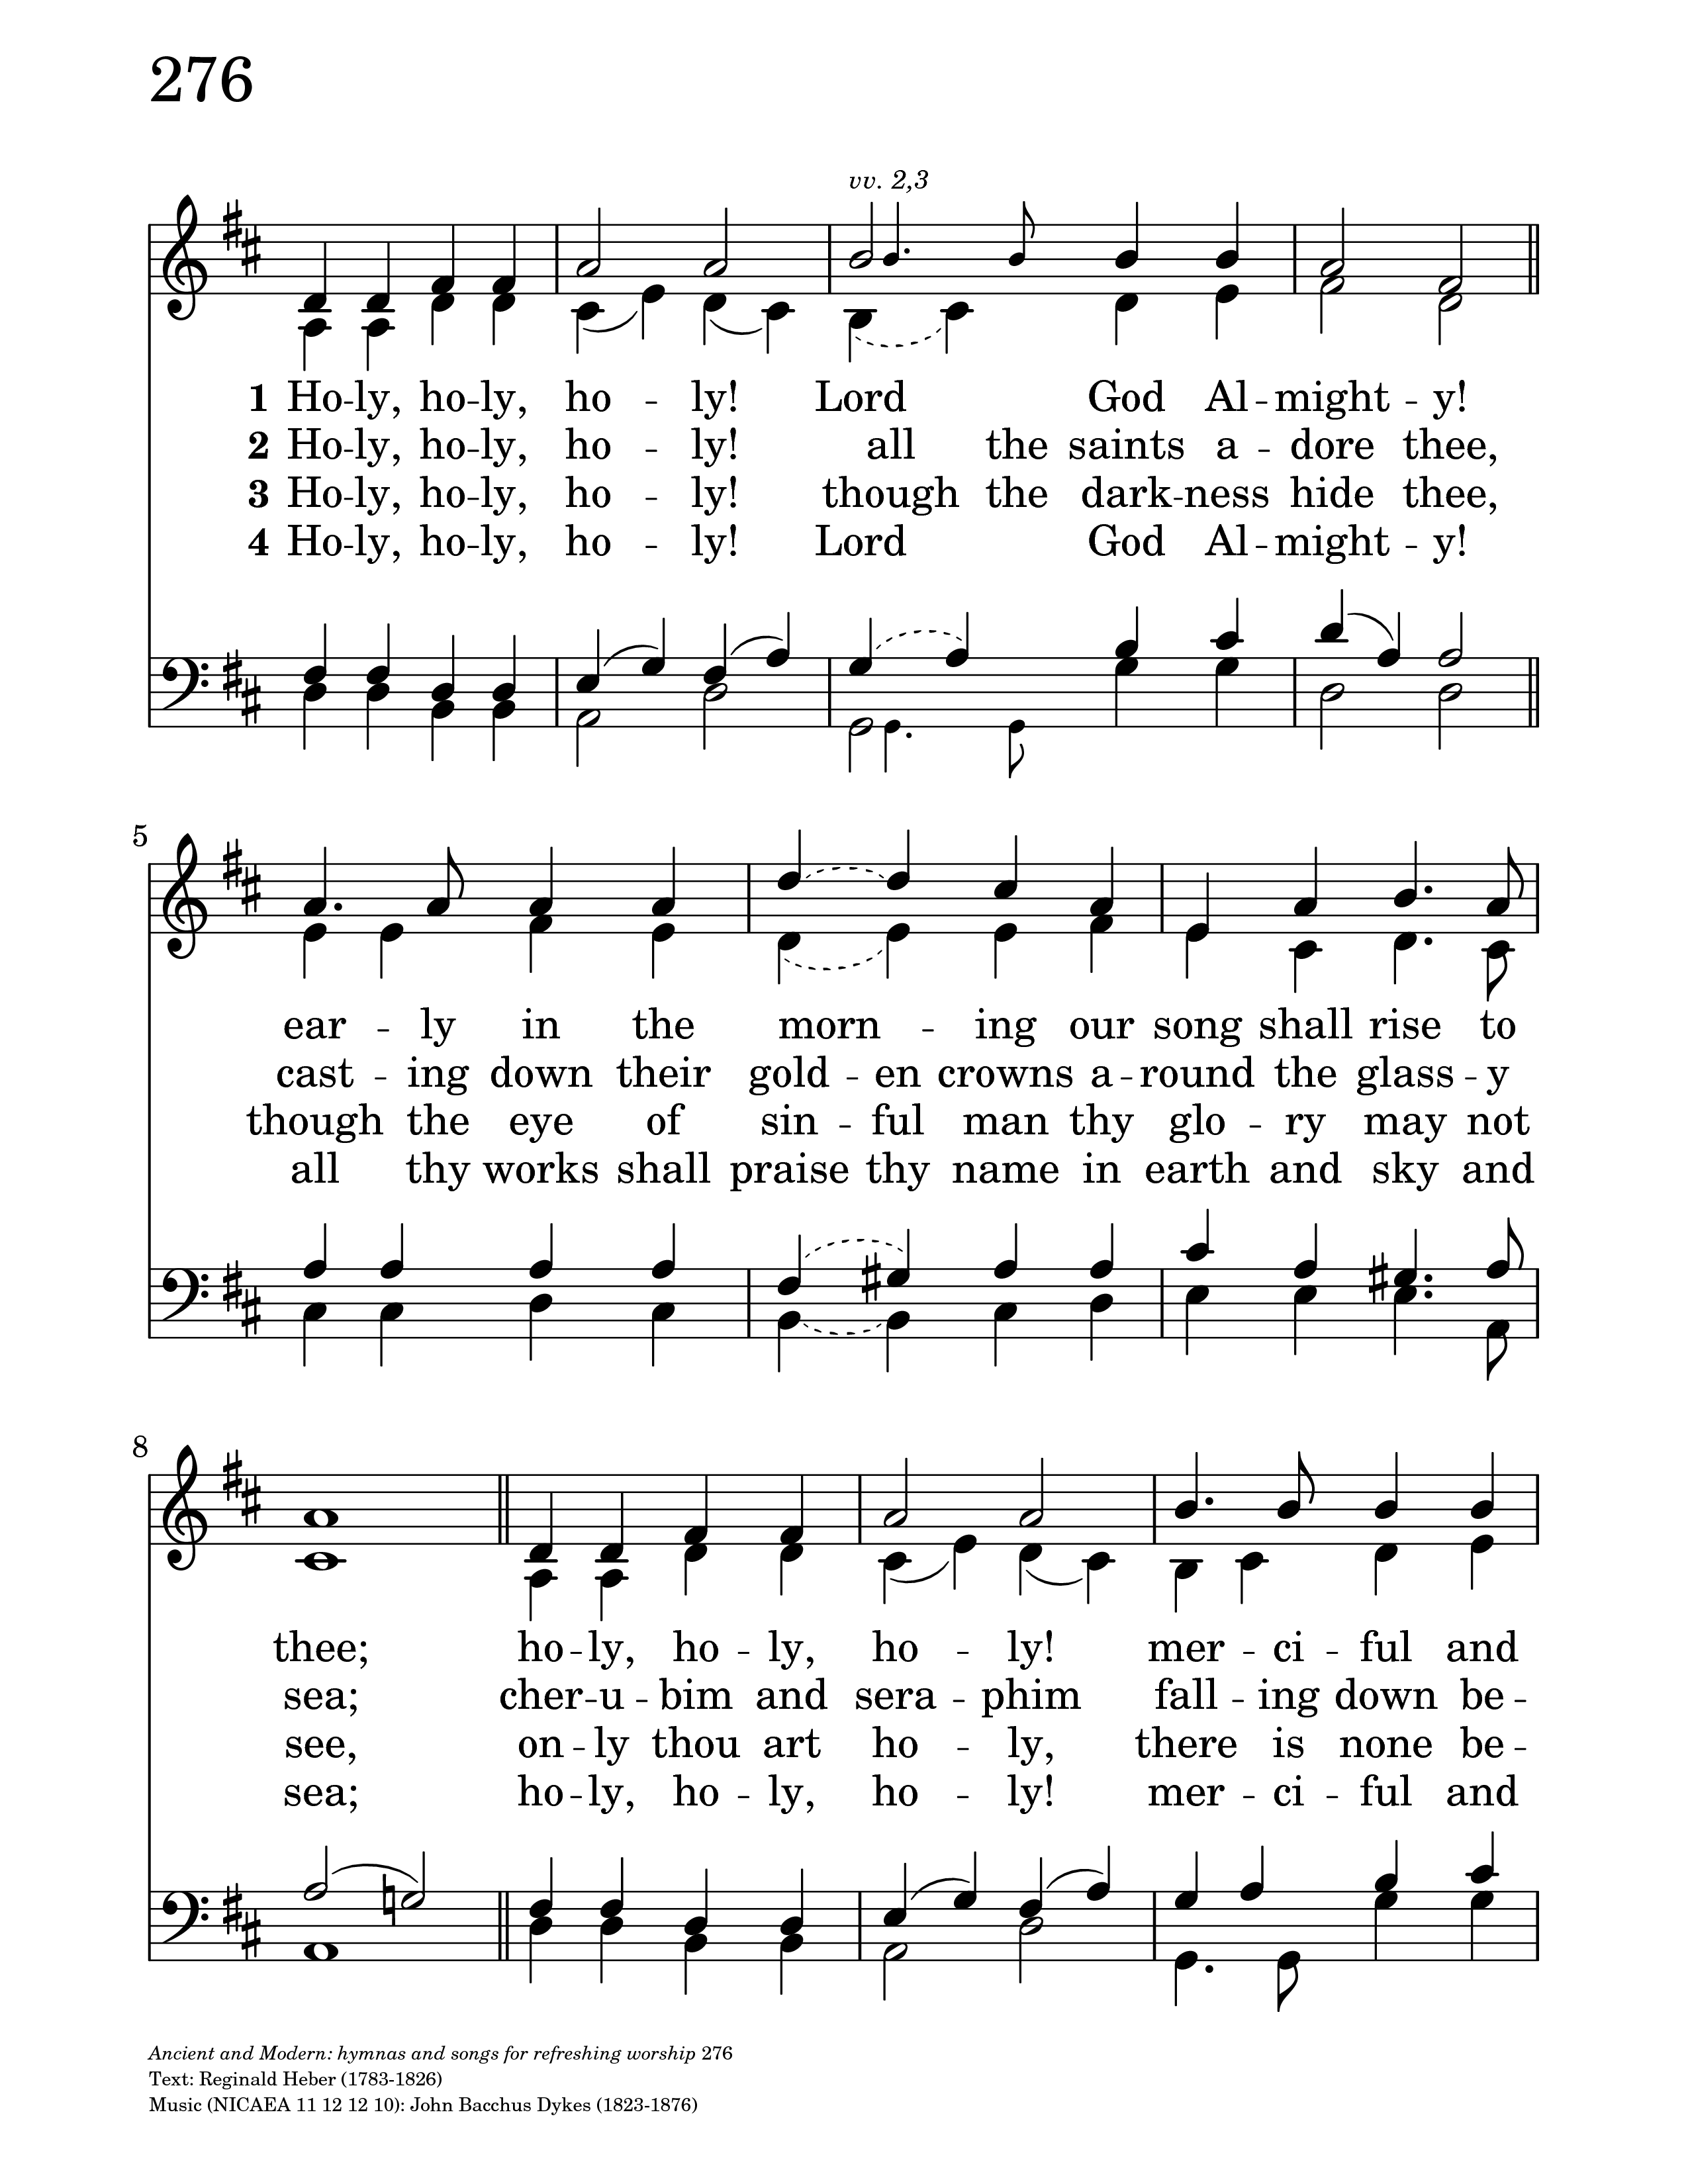 276
vv. 2,3
1 Ho - ly, ho - ly, ho - ly! Lord God Al - might - y!
2 Ho - ly, ho - ly, ho - ly! all the saints a - dore thee,
3 Ho - ly, ho - ly, ho - ly! though the dark - ness hide thee,
4 Ho - ly, ho - ly, ho - ly! Lord God Al - might - y!
5
ear - ly in the morn - ing our song shall rise to
cast - ing down their gold - en crowns a - round the glass - y
though the eye of sin - ful man thy glo - ry may not
all thy works shall praise thy name in earth and sky and
8
thee; ho - ly, ho - ly, ho - ly! mer - ci - ful and
sea; cher - u - bim and sera - phim fall - ing down be -
see, on - ly thou art ho - ly, there is none be -
sea; ho - ly, ho - ly, ho - ly! mer - ci - ful and
Ancient and Modern: hymnas and songs for refreshing worship 276
Text: Reginald Heber (1783-1826)
Music (NICAEA 11 12 12 10): John Bacchus Dykes (1823-1876)